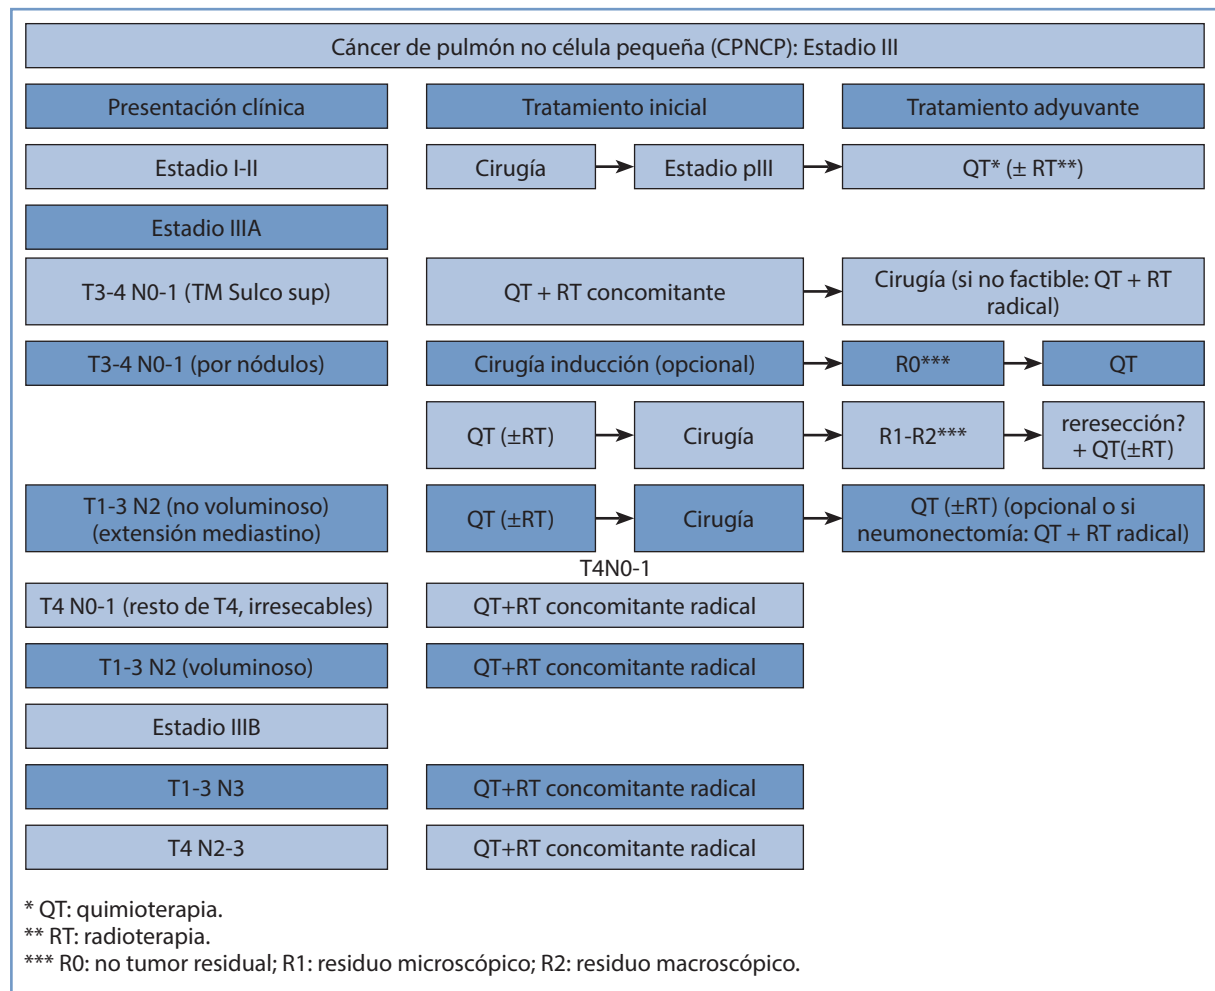 Cáncer de pulmón no célula pequeña (CPNCP): Estadio III
Presentación clínica
Tratamiento inicial
Tratamiento adyuvante
Estadio I-II
Cirugía
Estadio pIII
QT* (± RT**)
Estadio IIIA
T3-4 N0-1 (TM Sulco sup)
QT + RT concomitante
Cirugía (si no factible: QT + RT
radical)
T3-4 N0-1 (por nódulos)
Cirugía inducción (opcional)
R0***
QT
QT (±RT)
Cirugía
R1-R2***
reresección?
+ QT(±RT)
T1-3 N2 (no voluminoso)
(extensión mediastino)
QT (±RT)
Cirugía
QT (±RT) (opcional o si
neumonectomía: QT + RT radical)
T4N0-1
T4 N0-1 (resto de T4, irresecables)
QT+RT concomitante radical
T1-3 N2 (voluminoso)
QT+RT concomitante radical
Estadio IIIB
T1-3 N3
QT+RT concomitante radical
T4 N2-3
QT+RT concomitante radical
* QT: quimioterapia.
** RT: radioterapia.
*** R0: no tumor residual; R1: residuo microscópico; R2: residuo macroscópico.